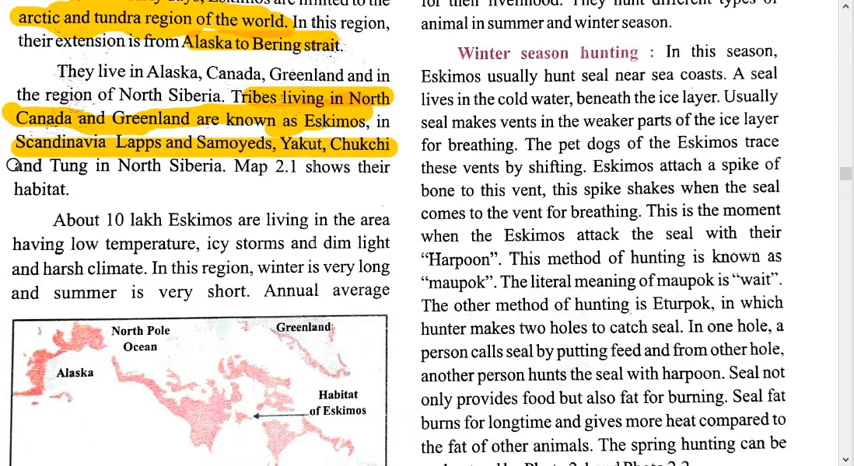 arctic and tundra region of the world. In this region,
their extension is from Alaska to Bering strait.
They live in Alaska, Canada, Greenland and in
the region of North Siberia. Tribes living in North
Canada and Greenland are known as Eskimos, in
Scandinavia Lapps and Samoyeds, Yakut, Chukchi
and Tung in North Siberia. Map 2.1 shows their
habitat.
About 10 lakh Eskimos are living in the area
having low temperature, icy storms and dim light
and harsh climate. In this region, winter is very long
and summer is very short. Annual average
North Pole
Ocean
Greenland
Alaska
Habitat
of Eskimos
animal in summer and winter season.
Winter season hunting : In this season,
Eskimos usually hunt seal near sea coasts. A seal
lives in the cold water, beneath the ice layer. Usually
seal makes vents in the weaker parts of the ice layer
for breathing. The pet dogs of the Eskimos trace
these vents by shifting. Eskimos attach a spike of
bone to this vent, this spike shakes when the seal
comes to the vent for breathing. This is the moment
when the Eskimos attack the seal with their
“Harpoon”. This method of hunting is known as
“maupok”. The literal meaning of maupok is “wait”.
The other method of hunting is Eturpok, in which
hunter makes two holes to catch seal. In one hole, a
person calls seal by putting feed and from other hole,
another person hunts the seal with harpoon. Seal not
only provides food but also fat for burning. Seal fat
burns for longtime and gives more heat compared to
the fat of other animals. The spring hunting can be